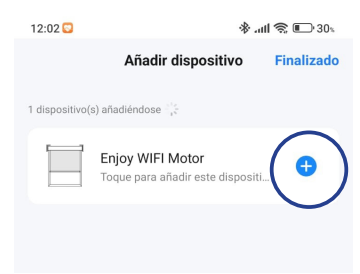 12:02 30%
Añadir dispositivo Finalizado
1 dispositivo(s) añadiéndose
Enjoy WIFI Motor
Toque para añadir este dispositi...